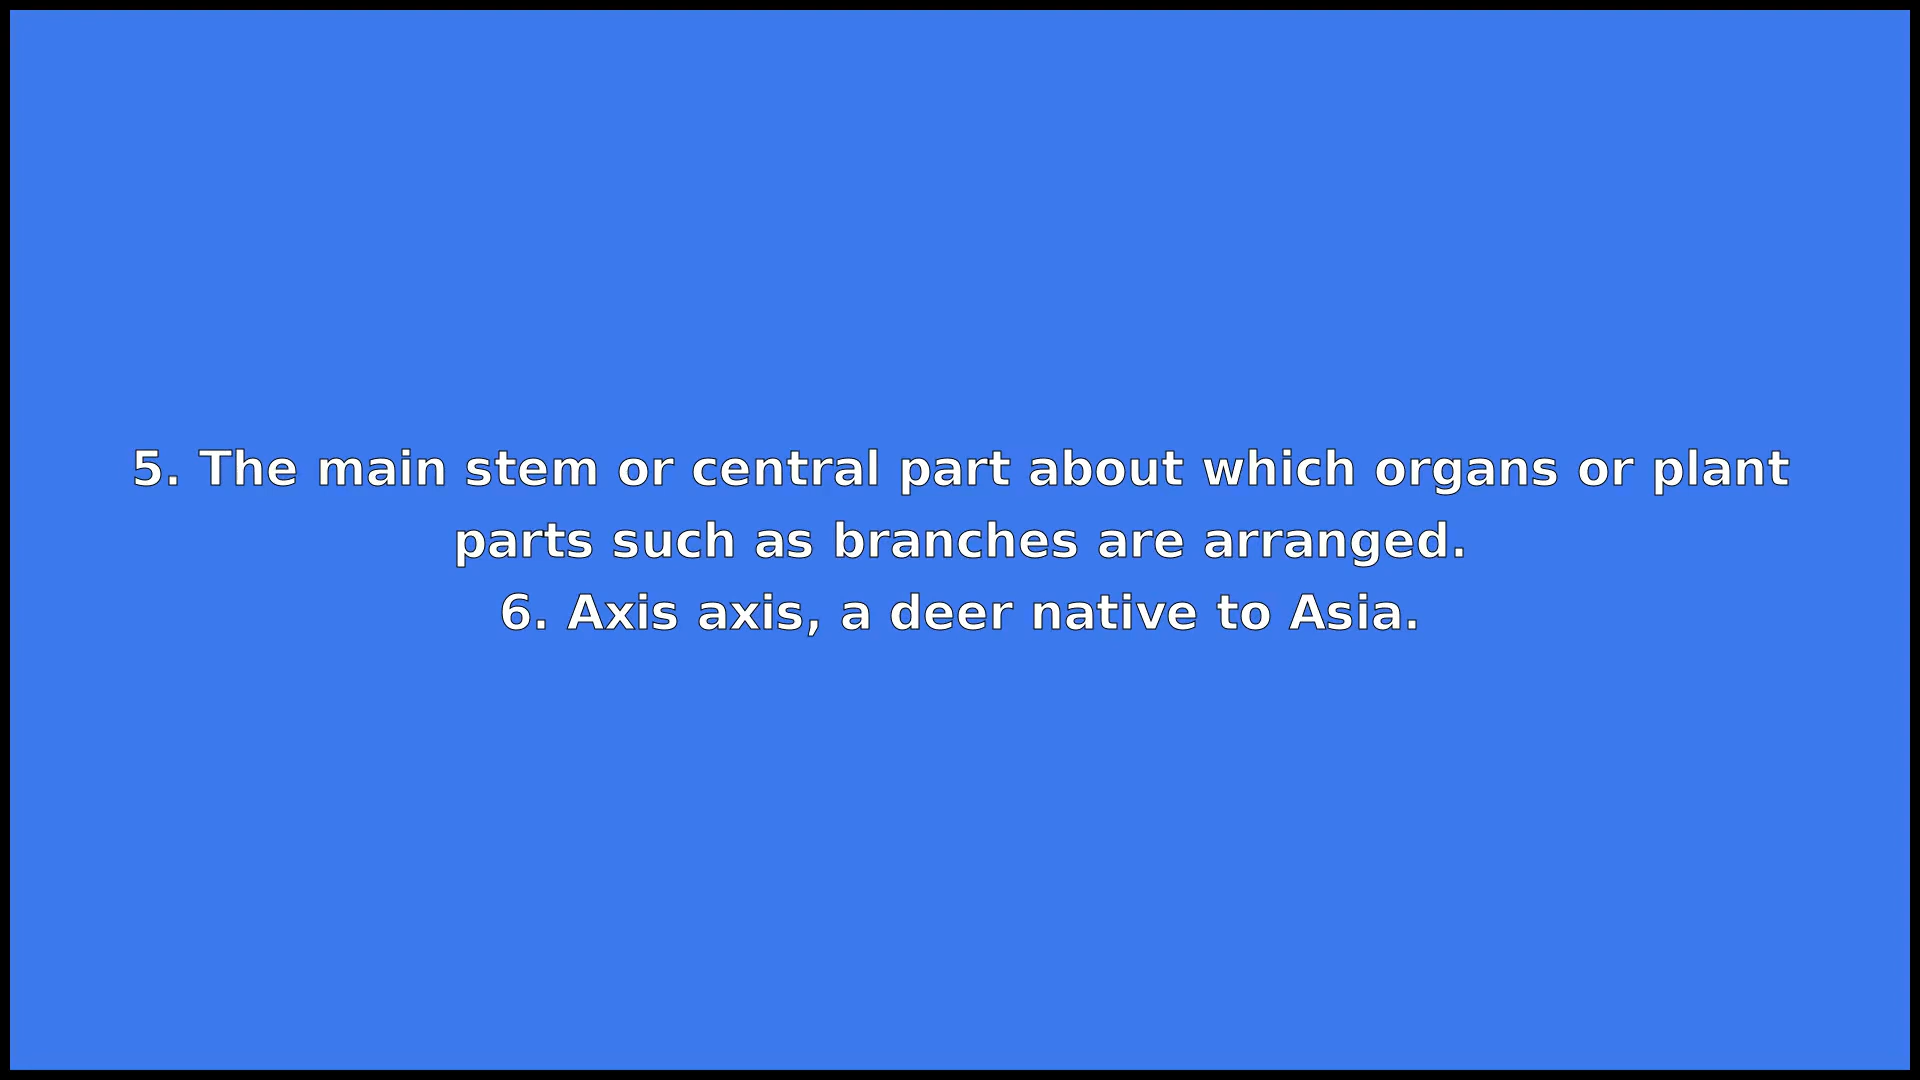 5. The main stem or central part about which organs or plant
parts such as branches are arranged.
6. Axis axis, a deer native to Asia.